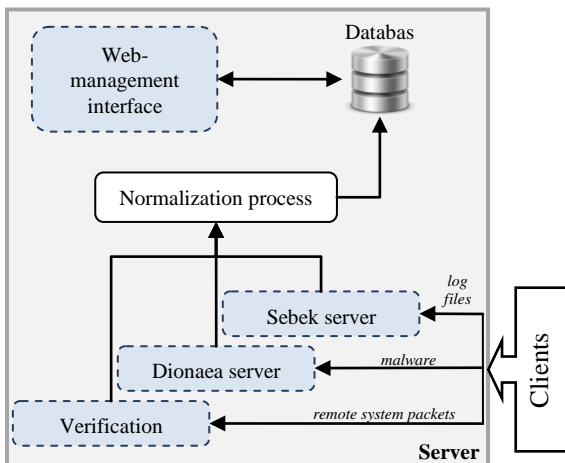 Databas
Web-
management
interface
Normalization process
log
files
Sebek server
malware
Dionaea server
remote system packets
Verification
Server
Clients